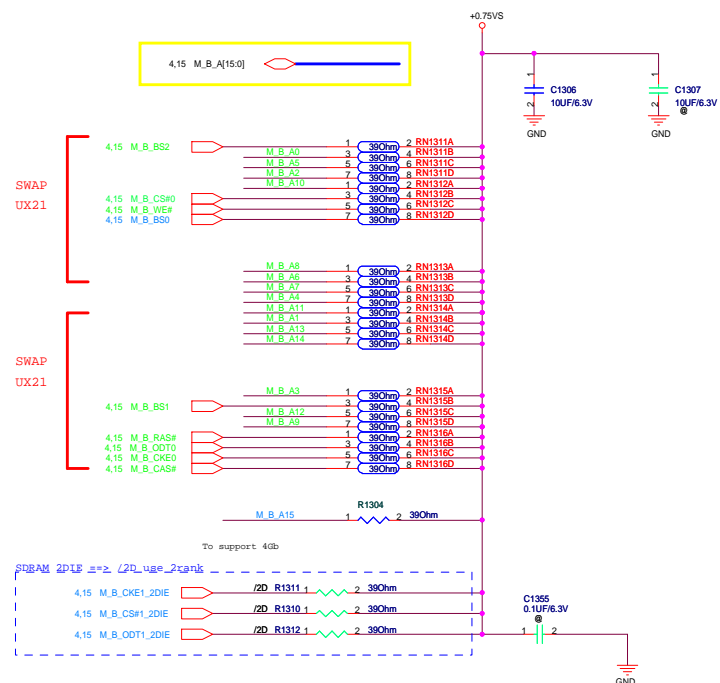 +0.75VS
4,15 M_B_A[15:0]
1 C1306
2 10UF/6.3V
GND
1 C1307
2 10UF/6.3V
@
GND
SWAP
UX21
4,15 M_B_BS2 1 39Ohm 2 RN1311A
M_B_A0 3 39Ohm 4 RN1311B
M_B_A5 5 39Ohm 6 RN1311C
M_B_A2 7 39Ohm 8 RN1311D
M_B_A10 1 39Ohm 2 RN1312A
4,15 M_B_CS#0 3 39Ohm 4 RN1312B
4,15 M_B_WE# 5 39Ohm 6 RN1312C
4,15 M_B_BS0 7 39Ohm 8 RN1312D
M_B_A8 1 39Ohm 2 RN1313A
M_B_A6 3 39Ohm 4 RN1313B
M_B_A7 5 39Ohm 6 RN1313C
M_B_A4 7 39Ohm 8 RN1313D
M_B_A11 1 39Ohm 2 RN1314A
M_B_A1 3 39Ohm 4 RN1314B
M_B_A13 5 39Ohm 6 RN1314C
M_B_A14 7 39Ohm 8 RN1314D
SWAP
UX21
M_B_A3 1 39Ohm 2 RN1315A
4,15 M_B_BS1 3 39Ohm 4 RN1315B
M_B_A12 5 39Ohm 6 RN1315C
M_B_A9 7 39Ohm 8 RN1315D
4,15 M_B_RAS# 1 39Ohm 2 RN1316A
4,15 M_B_ODT0 3 39Ohm 4 RN1316B
4,15 M_B_CKE0 5 39Ohm 6 RN1316C
4,15 M_B_CAS# 7 39Ohm 8 RN1316D
R1304
M_B_A15 1 2 39Ohm
To support 4Gb
SDRAM 2DIE ==> /2D use 2rank
4,15 M_B_CKE1_2DIE /2D R1311 1 2 39Ohm
4,15 M_B_CS#1_2DIE /2D R1310 1 2 39Ohm
4,15 M_B_ODT1_2DIE /2D R1312 1 2 39Ohm
C1355
0.1UF/6.3V
@
1 2
GND